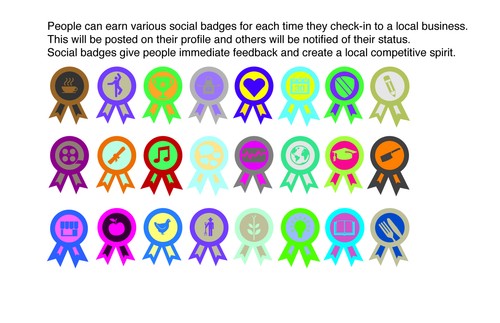 People can earn various social badges for each time they check-in to a local business.
This will be posted on their profile and others will be notified of their status.
Social badges give people immediate feedback and create a local competitive spirit.